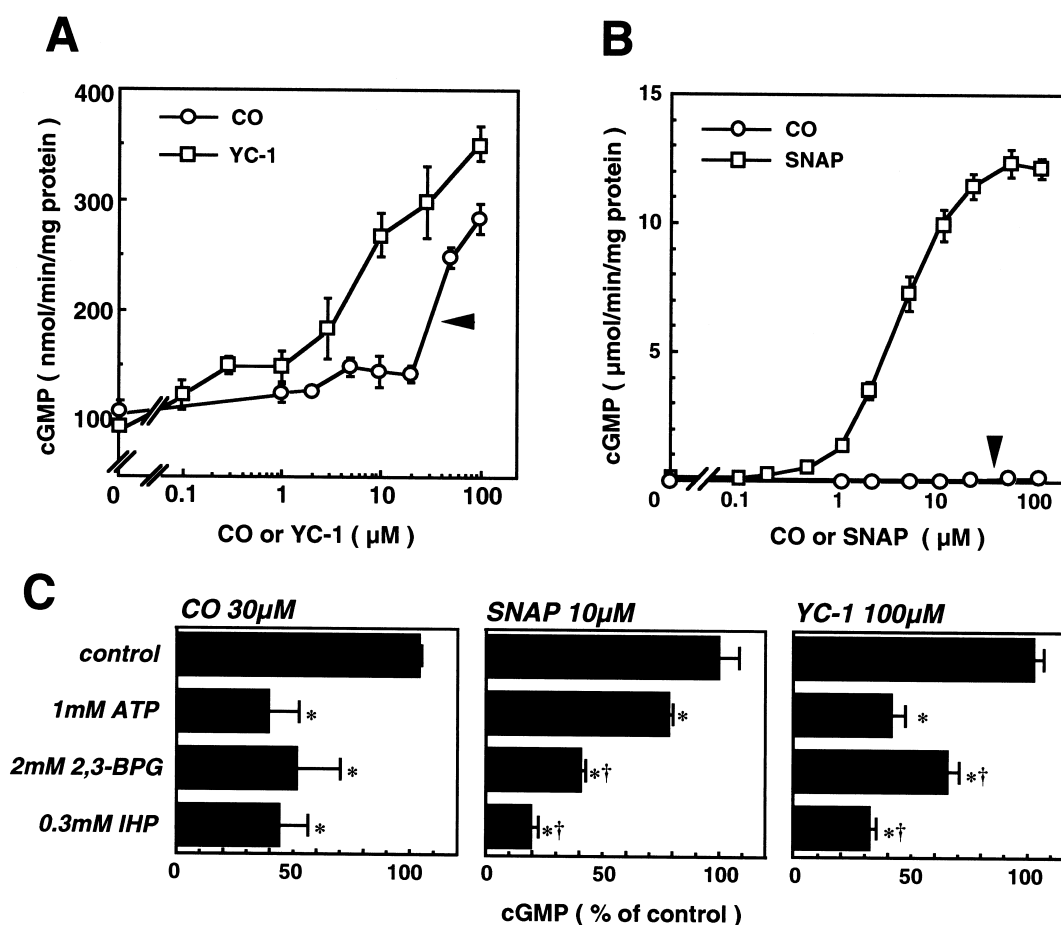 A
400
300
200
100
0
0.1
1
10
100
CO
YC-1
cGMP ( nmol/min/mg protein )
CO or YC-1 ( µM )
B
15
10
5
0
0.1
1
10
100
CO
SNAP
cGMP ( µmol/min/mg protein )
CO or SNAP ( µM )
C
CO 30µM
SNAP 10µM
YC-1 100µM
control
1mM ATP
* * *
2mM 2,3-BPG
* *† *†
0.3mM IHP
* *† *†
0 50 100
0 50 100
0 50 100
cGMP ( % of control )